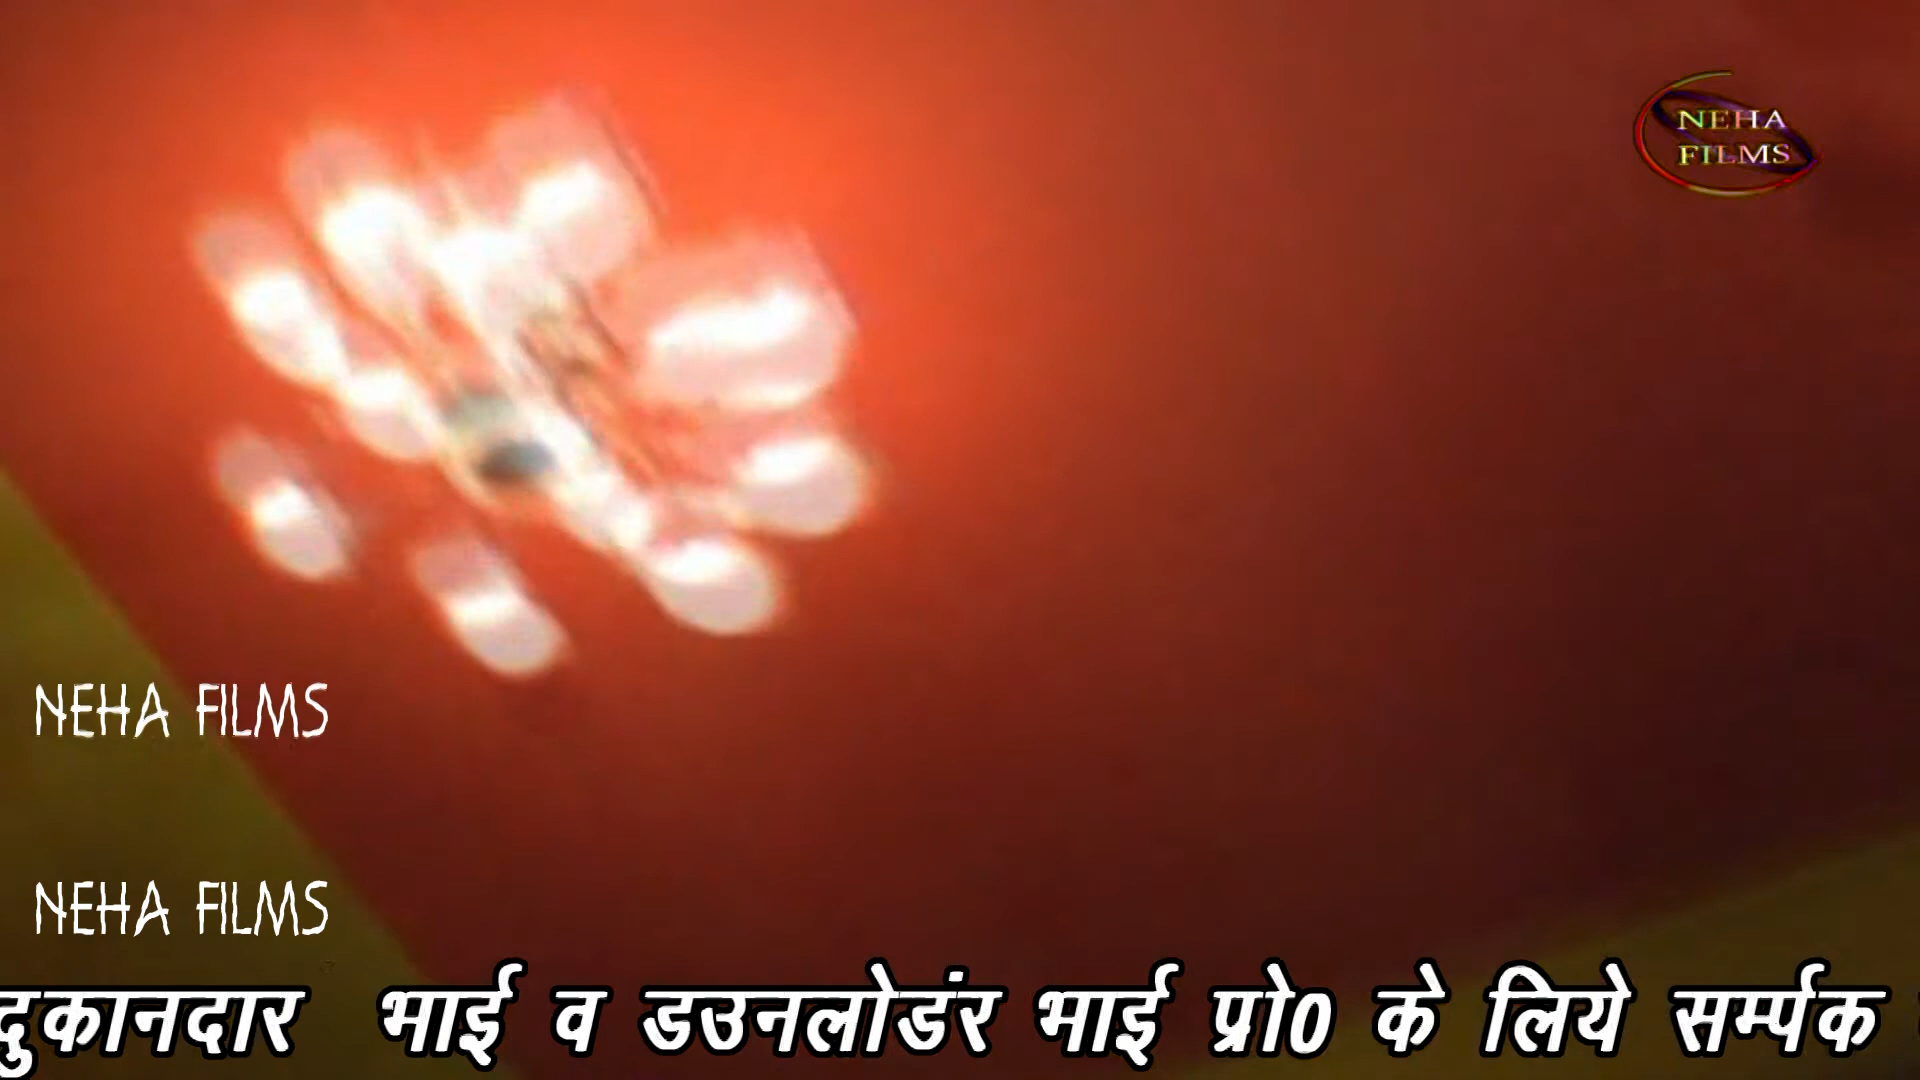 NEHA
FILMS
NEHA FILMS
NEHA FILMS
दुकानदार भाई व डउनलोडंर भाई प्रो0 के लिये सर्म्पक